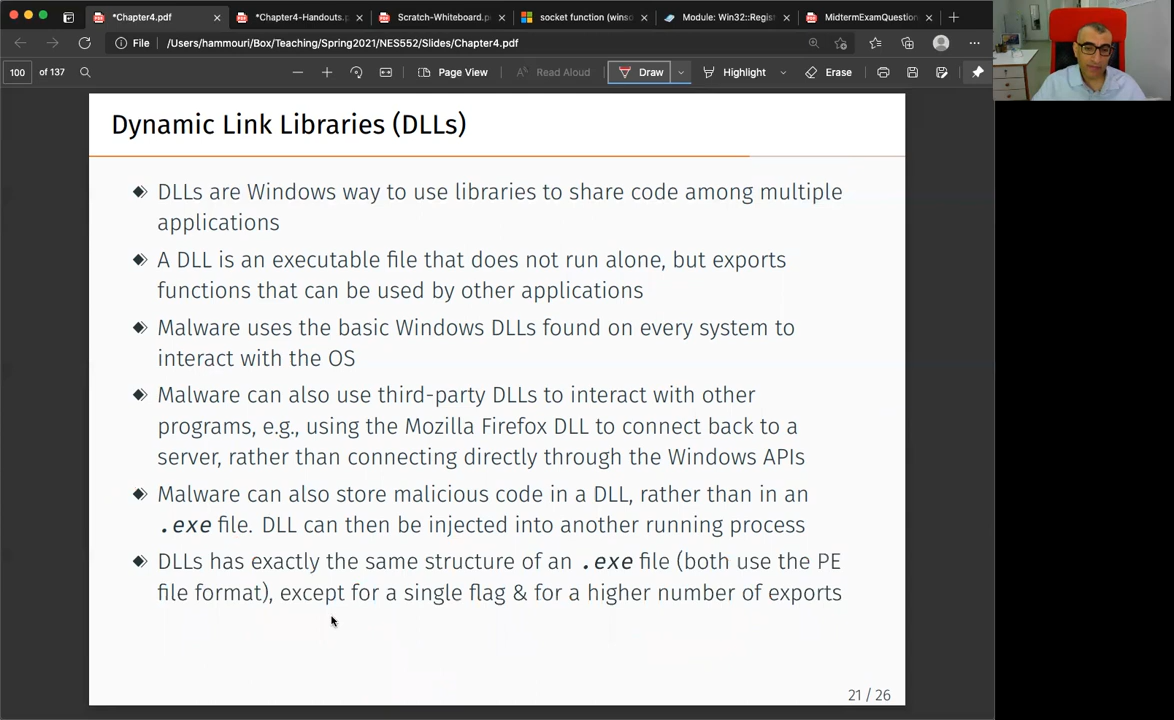 *Chapter4.pdf
*Chapter4-Handouts.p
Scratch-Whiteboard.p
socket function (winso
Module: Win32::Regis
MidtermExamQuestion
File
/Users/hammouri/Box/Teaching/Spring2021/NES552/Slides/Chapter4.pdf
100 of 137
Page View
Read Aloud
Draw
Highlight
Erase
Dynamic Link Libraries (DLLs)
DLLs are Windows way to use libraries to share code among multiple
applications
A DLL is an executable file that does not run alone, but exports
functions that can be used by other applications
Malware uses the basic Windows DLLs found on every system to
interact with the OS
Malware can also use third-party DLLs to interact with other
programs, e.g., using the Mozilla Firefox DLL to connect back to a
server, rather than connecting directly through the Windows APIs
Malware can also store malicious code in a DLL, rather than in an
.exe file. DLL can then be injected into another running process
DLLs has exactly the same structure of an .exe file (both use the PE
file format), except for a single flag & for a higher number of exports
21 / 26